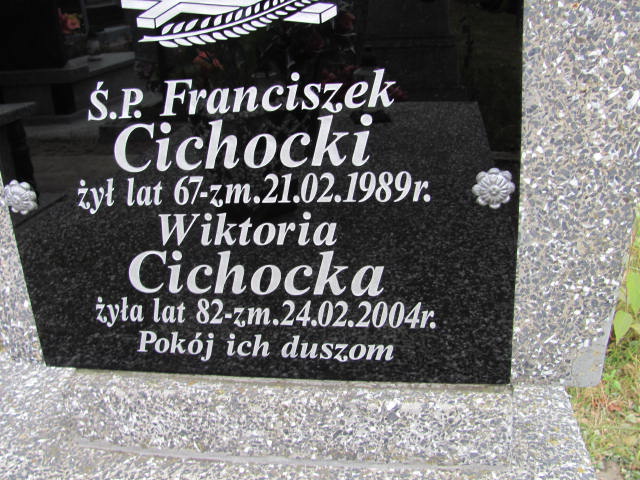 Ś.P. Franciszek
Cichocki
żył lat 67-zm.21.02.1989r.
Wiktoria
Cichocka
żyła lat 82-zm.24.02.2004r.
Pokój ich duszom